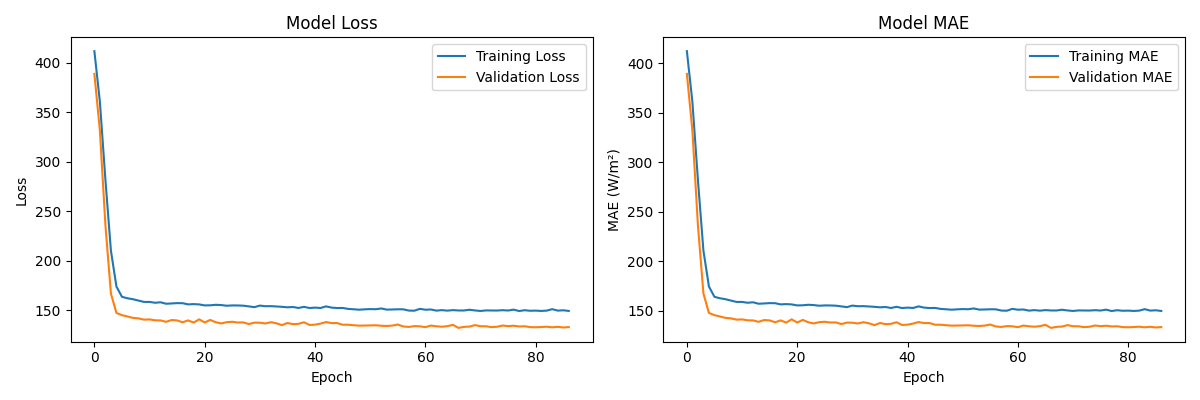 Model Loss
400
350
300
250
200
150
Loss
0
20
40
60
80
Epoch
Training Loss
Validation Loss
Model MAE
400
350
300
250
200
150
MAE (W/m²)
0
20
40
60
80
Epoch
Training MAE
Validation MAE